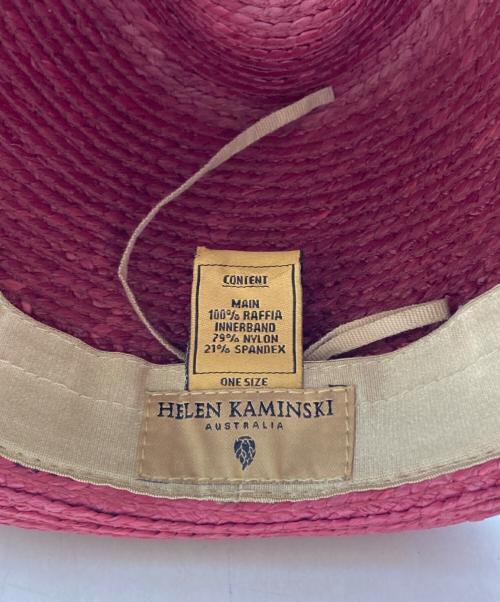 CONTENT
MAIN
100% RAFFIA
INNERBAND
79% NYLON
21% SPANDEX
ONE SIZE
HELEN KAMINSKI
AUSTRALIA